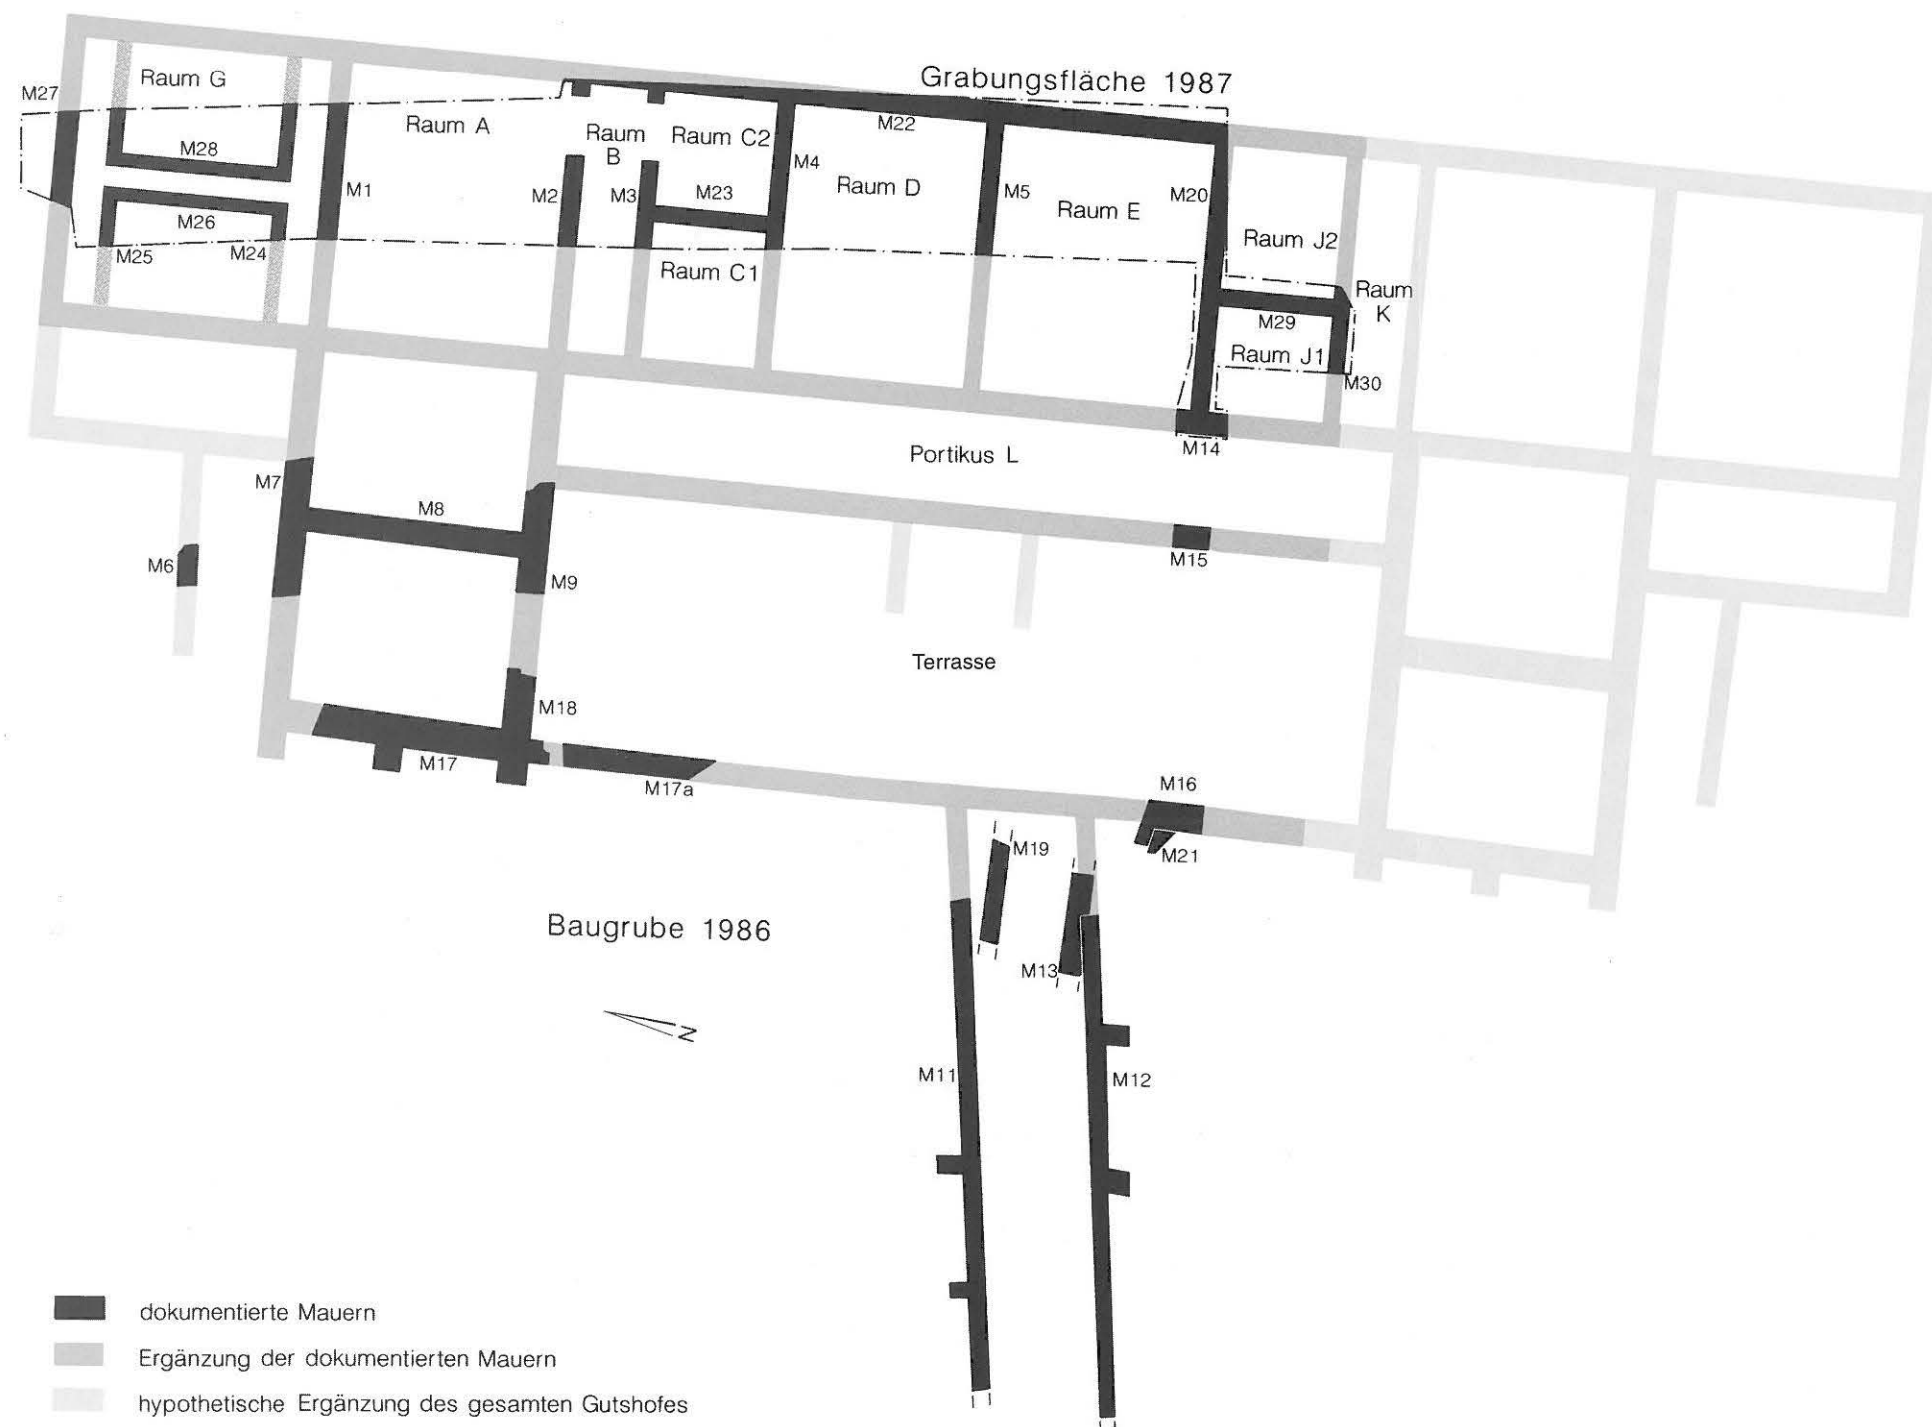 Grabungsfläche 1987
Raum G
M27
Raum A
Raum
B
Raum C2
M22
M28
M4
M1
M2
M3
M23
Raum D
M5
Raum E
M20
M26
M25
M24
Raum C1
Raum J2
Raum
K
M29
Raum J1
M30
M14
Portikus L
M7
M8
M6
M9
M15
Terrasse
M18
M17
M17a
M16
M19
M21
Baugrube 1986
M13
N
M11
M12
dokumentierte Mauern
Ergänzung der dokumentierten Mauern
hypothetische Ergänzung des gesamten Gutshofes